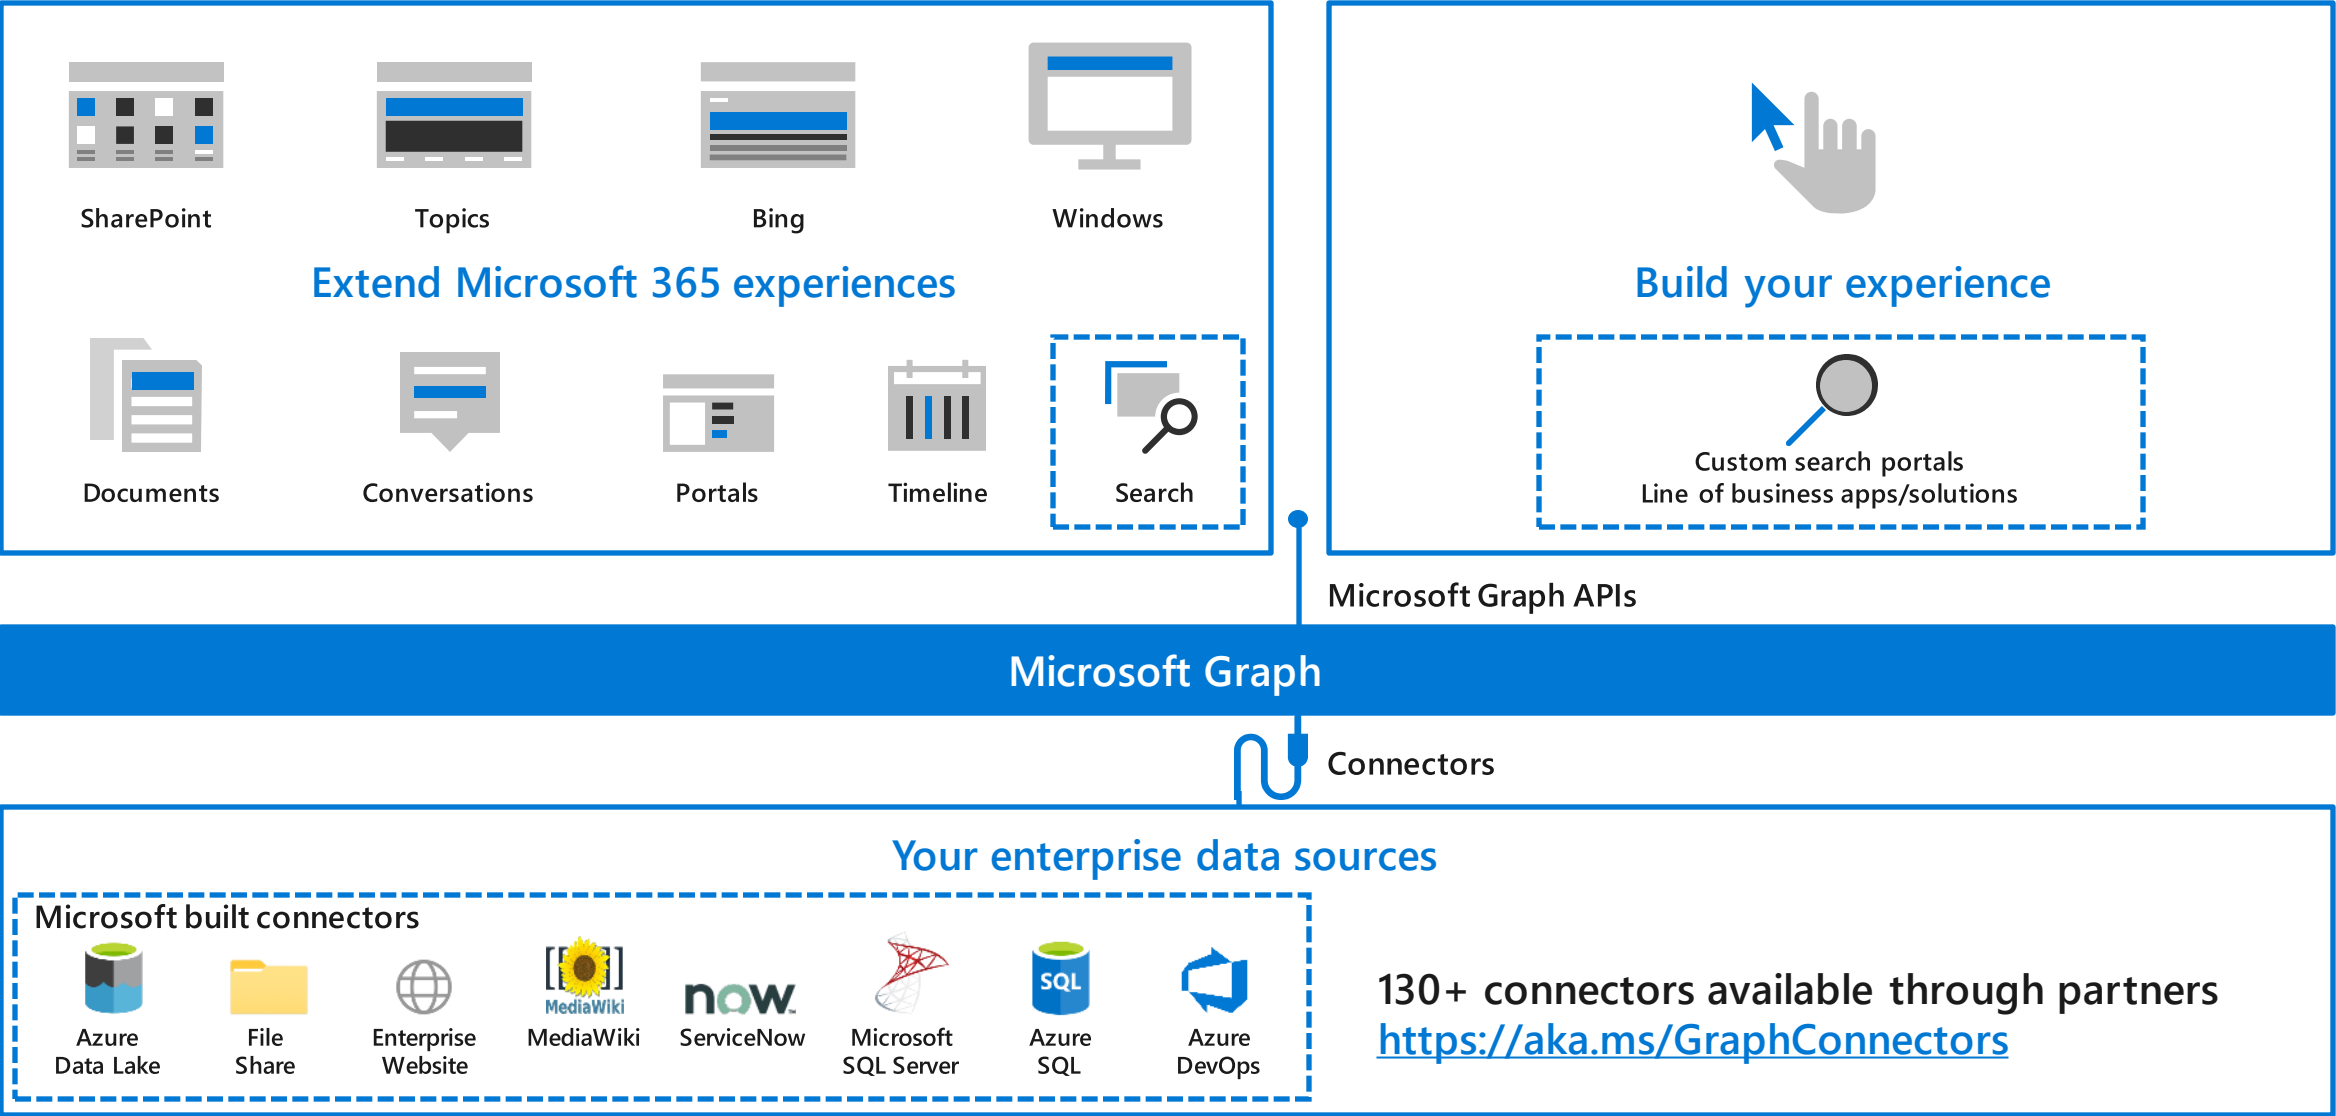 SharePoint
Topics
Bing
Windows
Extend Microsoft 365 experiences
Documents
Conversations
Portals
Timeline
Search
Build your experience
Custom search portals
Line of business apps/solutions
Microsoft Graph APIs
Microsoft Graph
Connectors
Your enterprise data sources
Microsoft built connectors
Azure
Data Lake
File
Share
Enterprise
Website
[[ ]]
MediaWiki
MediaWiki
now™
ServiceNow
Microsoft
SQL Server
SQL
Azure
SQL
Azure
DevOps
130+ connectors available through partners
https://aka.ms/GraphConnectors